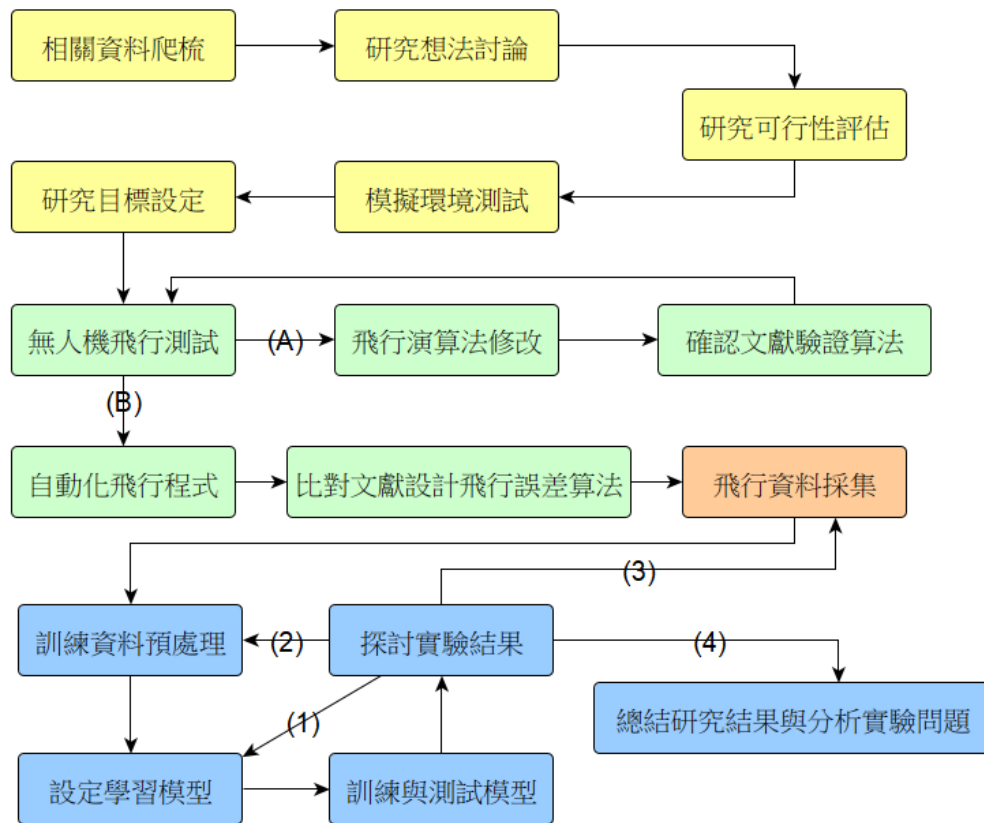 相關資料爬梳
研究想法討論
研究可行性評估
研究目標設定
模擬環境測試
無人機飛行測試
(A)
飛行演算法修改
確認文獻驗證算法
(B)
自動化飛行程式
比對文獻設計飛行誤差算法
飛行資料採集
(3)
訓練資料預處理
(2)
探討實驗結果
(4)
總結研究結果與分析實驗問題
(1)
設定學習模型
訓練與測試模型